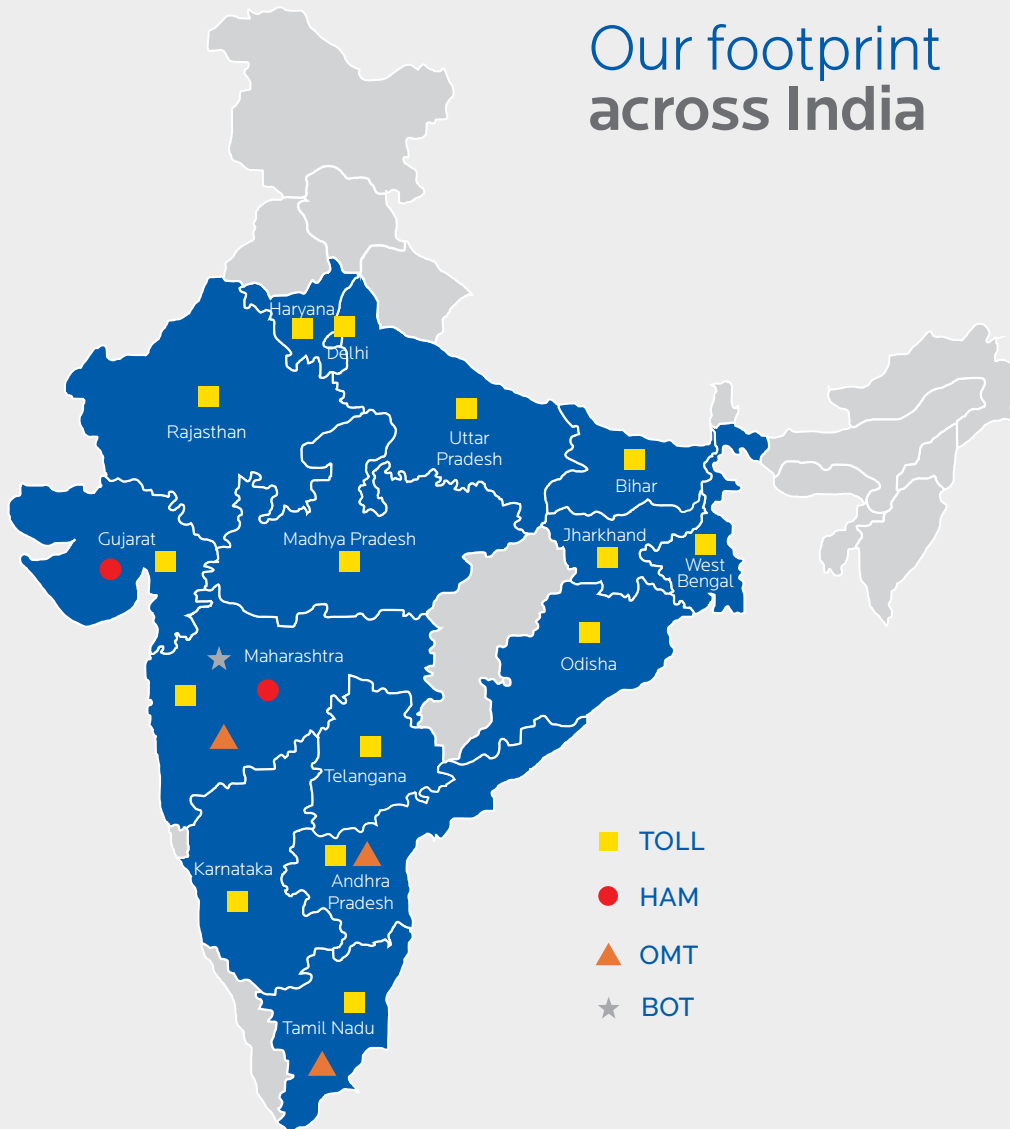 Our footprint
across India
Haryana
Delhi
Rajasthan
Uttar
Pradesh
Bihar
Gujarat
Madhya Pradesh
Jharkhand
West
Bengal
Maharashtra
Odisha
Telangana
Karnataka
Andhra
Pradesh
Tamil Nadu
TOLL
HAM
OMT
BOT